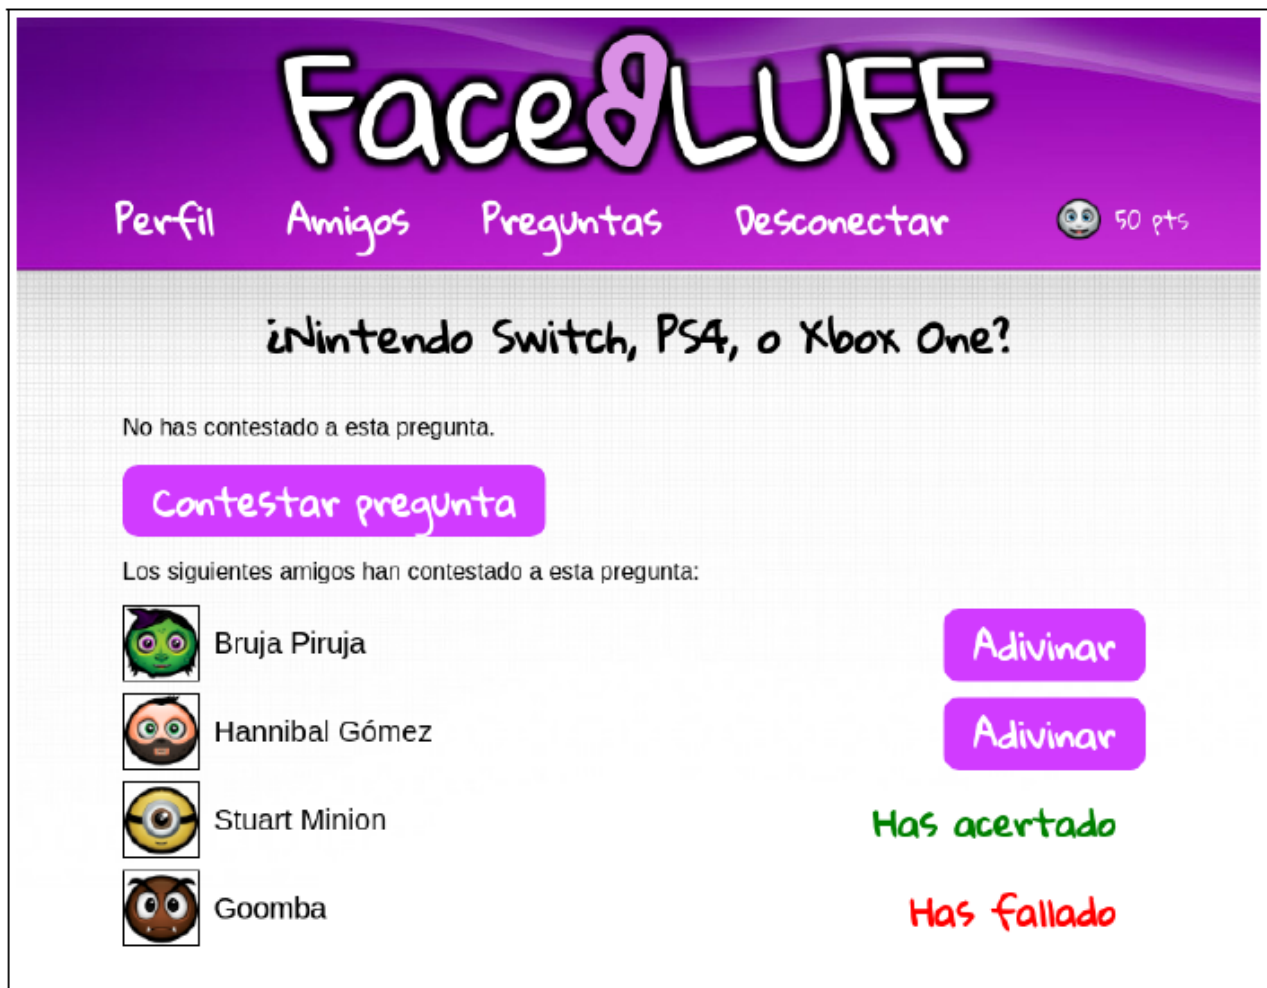 FaceBLUFF
Perfil Amigos Preguntas Desconectar 50 pts
¿Nintendo Switch, PS4, o Xbox One?
No has contestado a esta pregunta.
Contestar pregunta
Los siguientes amigos han contestado a esta pregunta:
Bruja Piruja Adivinar
Hannibal Gómez Adivinar
Stuart Minion Has acertado
Goomba Has fallado